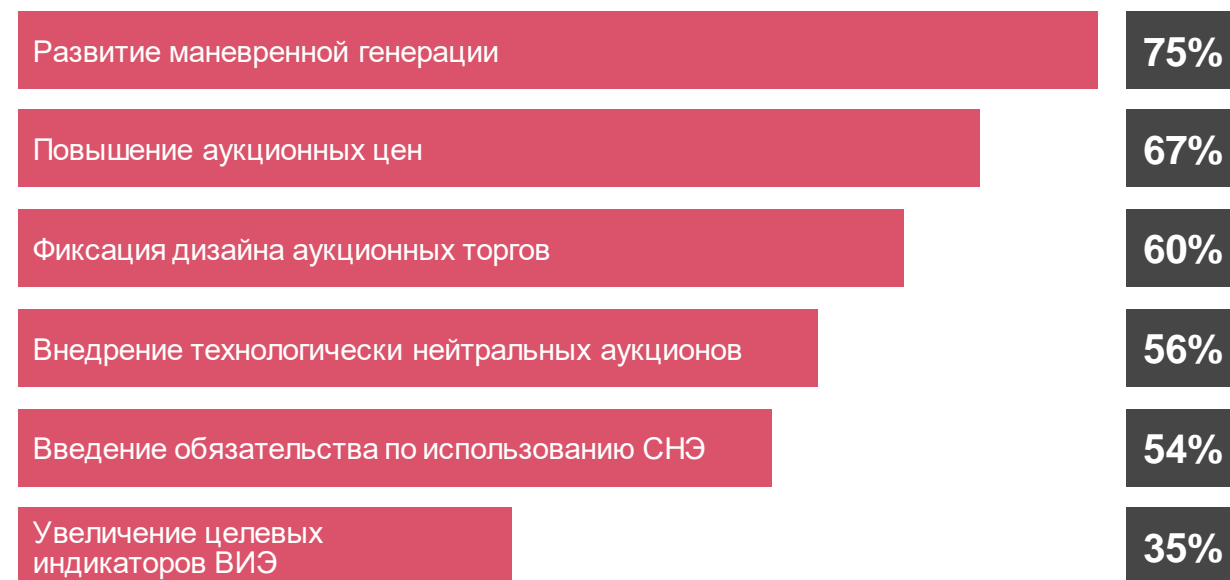 Развитие маневренной генерации
75%
Повышение аукционных цен
67%
Фиксация дизайна аукционных торгов
60%
Внедрение технологически нейтральных аукционов
56%
Введение обязательства по использованию СНЭ
54%
Увеличение целевых
индикаторов ВИЭ
35%